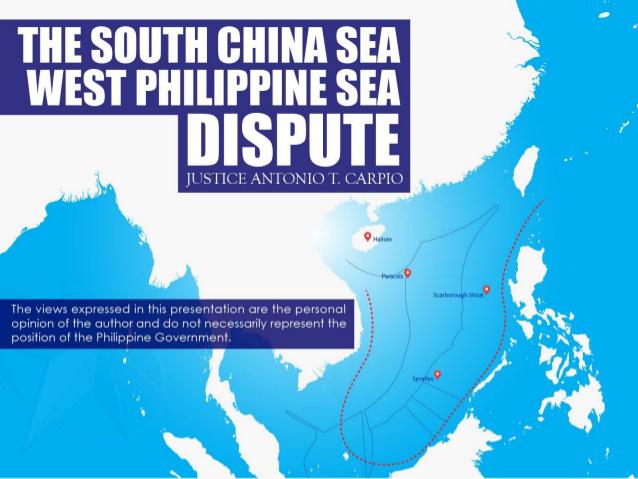 THE SOUTH CHINA SEA
WEST PHILIPPINE SEA
DISPUTE
JUSTICE ANTONIO T. CARPIO
Hainan
Paracels
Scarborough Shoal
The views expressed in this presentation are the personal
opinion of the author and do not necessarily represent the
position of the Philippine Government.
Spratlys